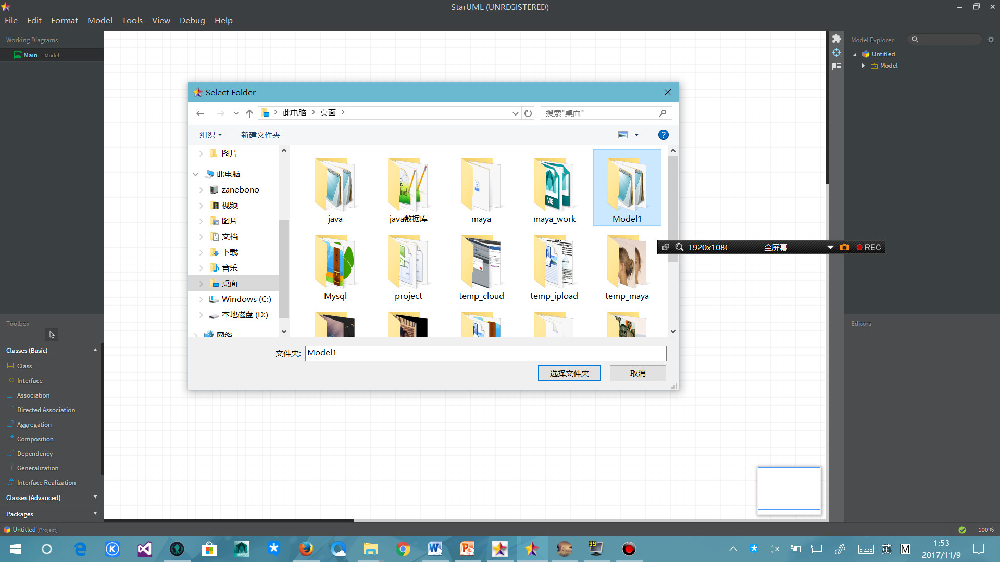 StarUML (UNREGISTERED)
File Edit Format Model Tools View Debug Help
Working Diagrams
Main — Model
Model Explorer
Untitled
Model
Select Folder
此电脑 桌面
搜索"桌面"
组织 新建文件夹
图片
此电脑
zanebono
视频
图片
文档
下载
音乐
桌面
Windows (C:)
本地磁盘 (D:)
网络
java java数据库 maya maya_work Model1
MB
Mysql project temp_cloud temp_ipload temp_maya
文件夹: Model1
选择文件夹 取消
1920x1080 全屏幕 REC
Toolbox
Classes (Basic)
Class
Interface
Association
Directed Association
Aggregation
Composition
Dependency
Generalization
Interface Realization
Classes (Advanced)
Packages
Editors
Untitled [Project]
100%
MAYA
99
英 M
1:53
2017/11/9